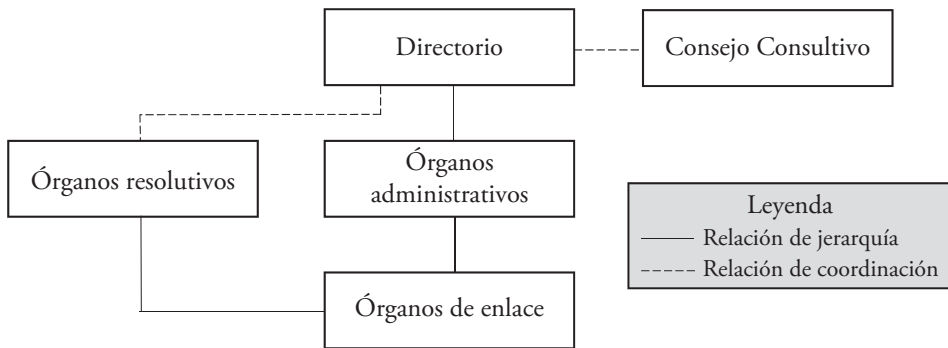 Directorio
Consejo Consultivo
Órganos resolutivos
Órganos
administrativos
Leyenda
Relación de jerarquía
Relación de coordinación
Órganos de enlace